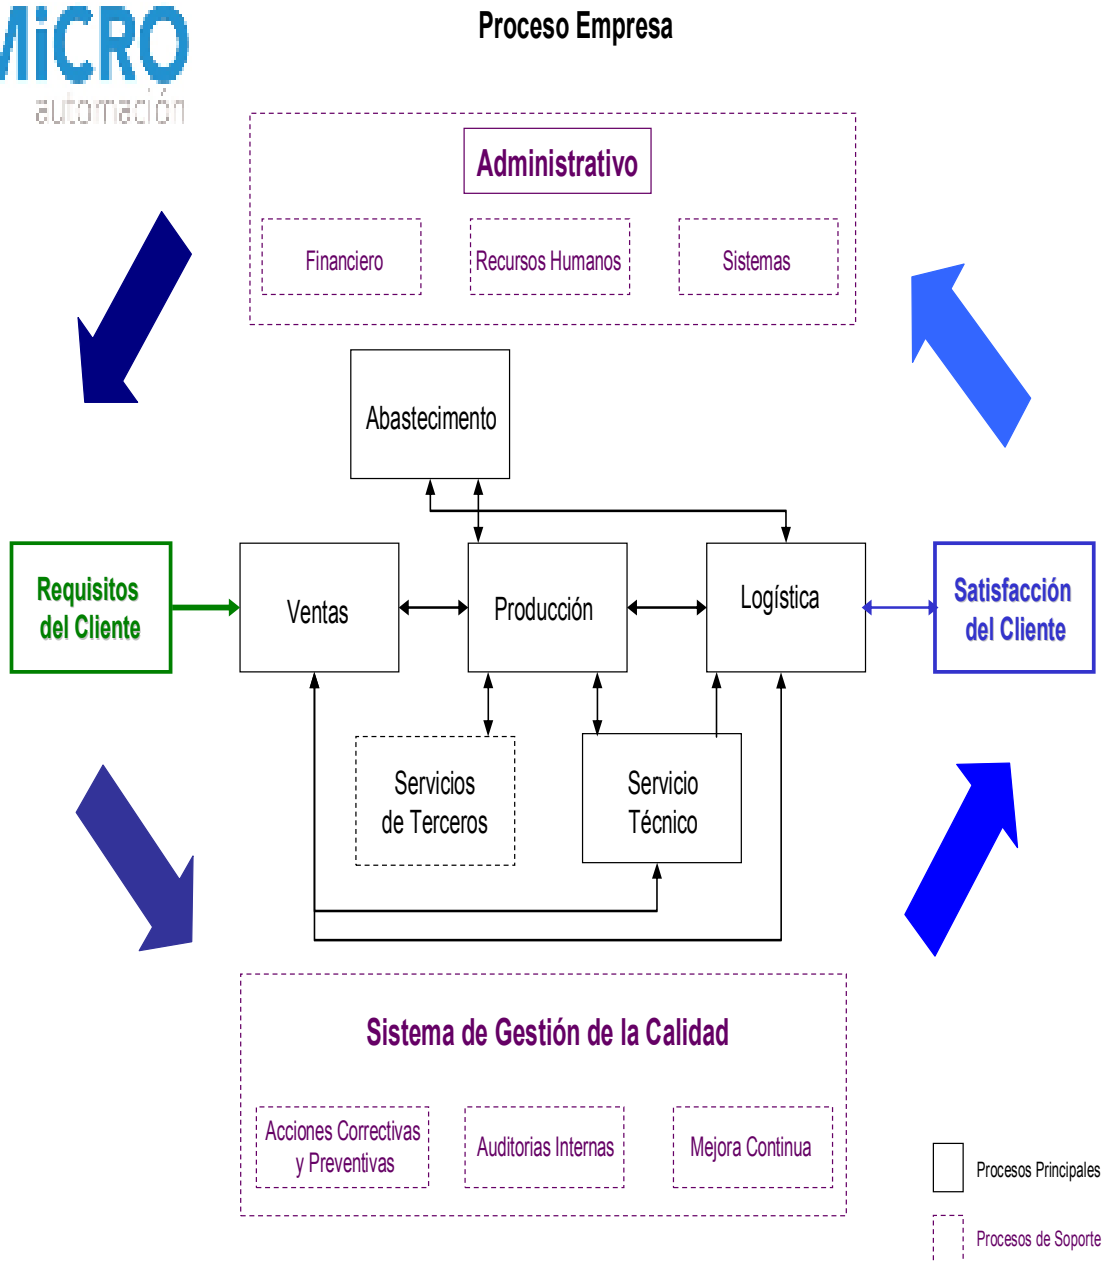 MiCRO
automación
Proceso Empresa
Administrativo
Financiero
Recursos Humanos
Sistemas
Abastecimento
Requisitos
del Cliente
Ventas
Producción
Logística
Satisfacción
del Cliente
Servicios
de Terceros
Servicio
Técnico
Sistema de Gestión de la Calidad
Acciones Correctivas
y Preventivas
Auditorias Internas
Mejora Continua
Procesos Principales
Procesos de Soporte